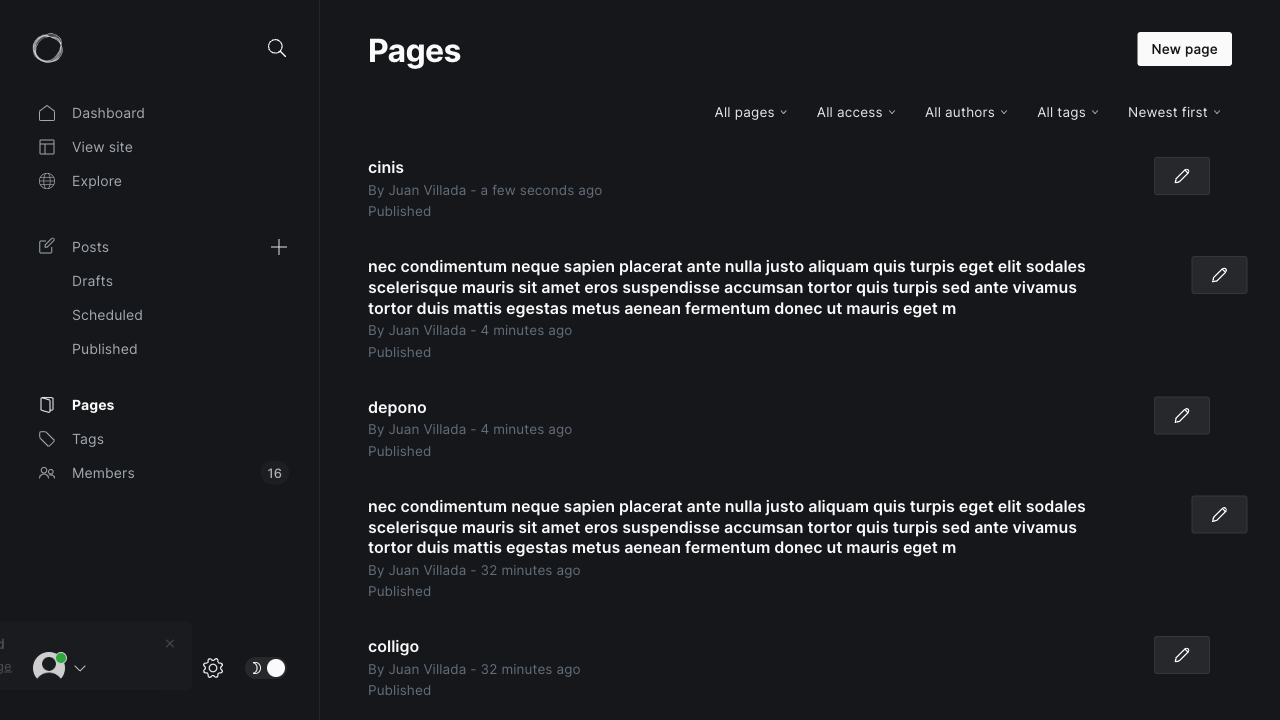 Pages
New page
Dashboard
View site
Explore
Posts
Drafts
Scheduled
Published
Pages
Tags
Members
16
All pages
All access
All authors
All tags
Newest first
cinis
By Juan Villada - a few seconds ago
Published
nec condimentum neque sapien placerat ante nulla justo aliquam quis turpis eget elit sodales
scelerisque mauris sit amet eros suspendisse accumsan tortor quis turpis sed ante vivamus
tortor duis mattis egestas metus aenean fermentum donec ut mauris eget m
By Juan Villada - 4 minutes ago
Published
depono
By Juan Villada - 4 minutes ago
Published
nec condimentum neque sapien placerat ante nulla justo aliquam quis turpis eget elit sodales
scelerisque mauris sit amet eros suspendisse accumsan tortor quis turpis sed ante vivamus
tortor duis mattis egestas metus aenean fermentum donec ut mauris eget m
By Juan Villada - 32 minutes ago
Published
colligo
By Juan Villada - 32 minutes ago
Published